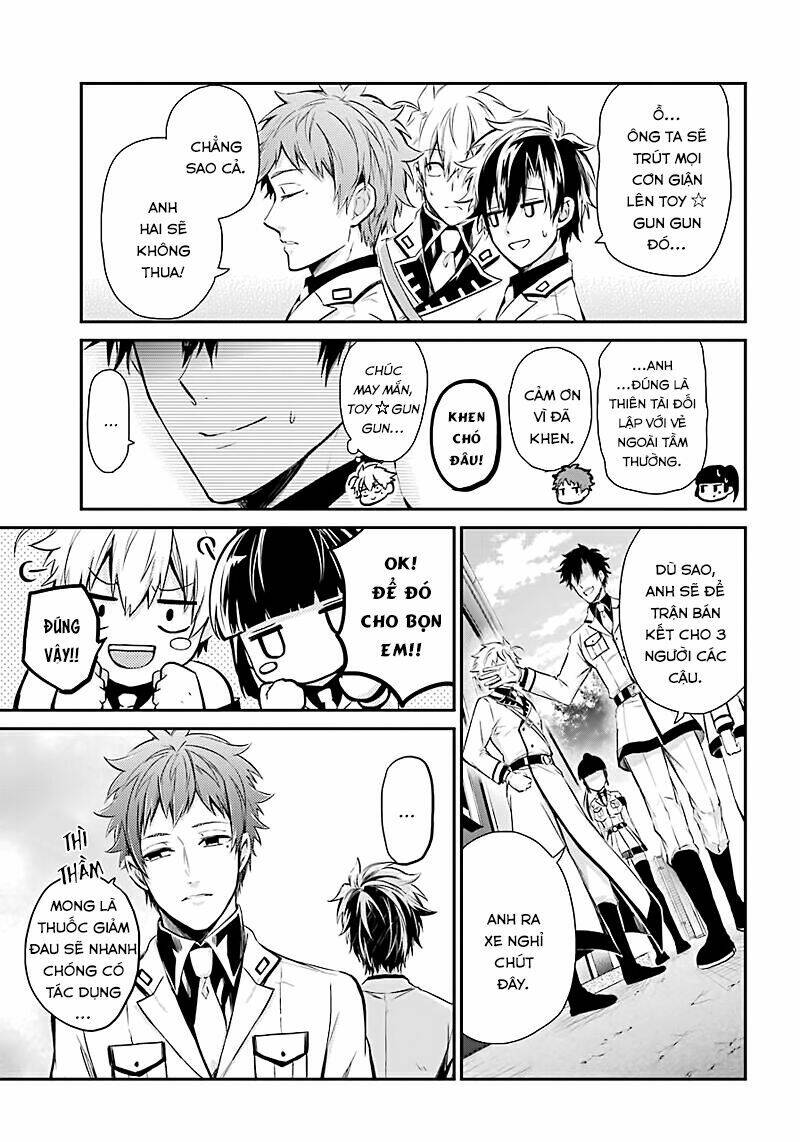 Ồ...
ÔNG TA SẼ
TRÚT MỌI
CƠN GIẬN
LÊN TOY ☆
GUN GUN
ĐÓ...
CHẲNG
SAO CẢ.
ANH
HAI SẼ
KHÔNG
THUA!
...ANH
...ĐÚNG LÀ
THIÊN TÀI ĐỐI
LẬP VỚI VẺ
NGOÀI TẦM
THƯỜNG.
CẢM ƠN
VÌ ĐÃ
KHEN.
KHEN
CHÓ
ĐÂU!
CHÚC
MAY MẮN,
TOY ☆ GUN
GUN...
...
DÙ SAO,
ANH SẼ ĐỂ
TRẬN BÁN
KẾT CHO 3
NGƯỜI CÁC
CẬU.
ANH RA
XE NGHỈ
CHÚT
ĐÂY.
OK!
ĐỂ ĐÓ
CHO BỌN
EM!!
ĐÚNG
VẬY!!
...
THÌ
THẦM
MONG LÀ
THUỐC GIẢM
ĐAU SẼ NHANH
CHÓNG CÓ
TÁC DỤNG
...